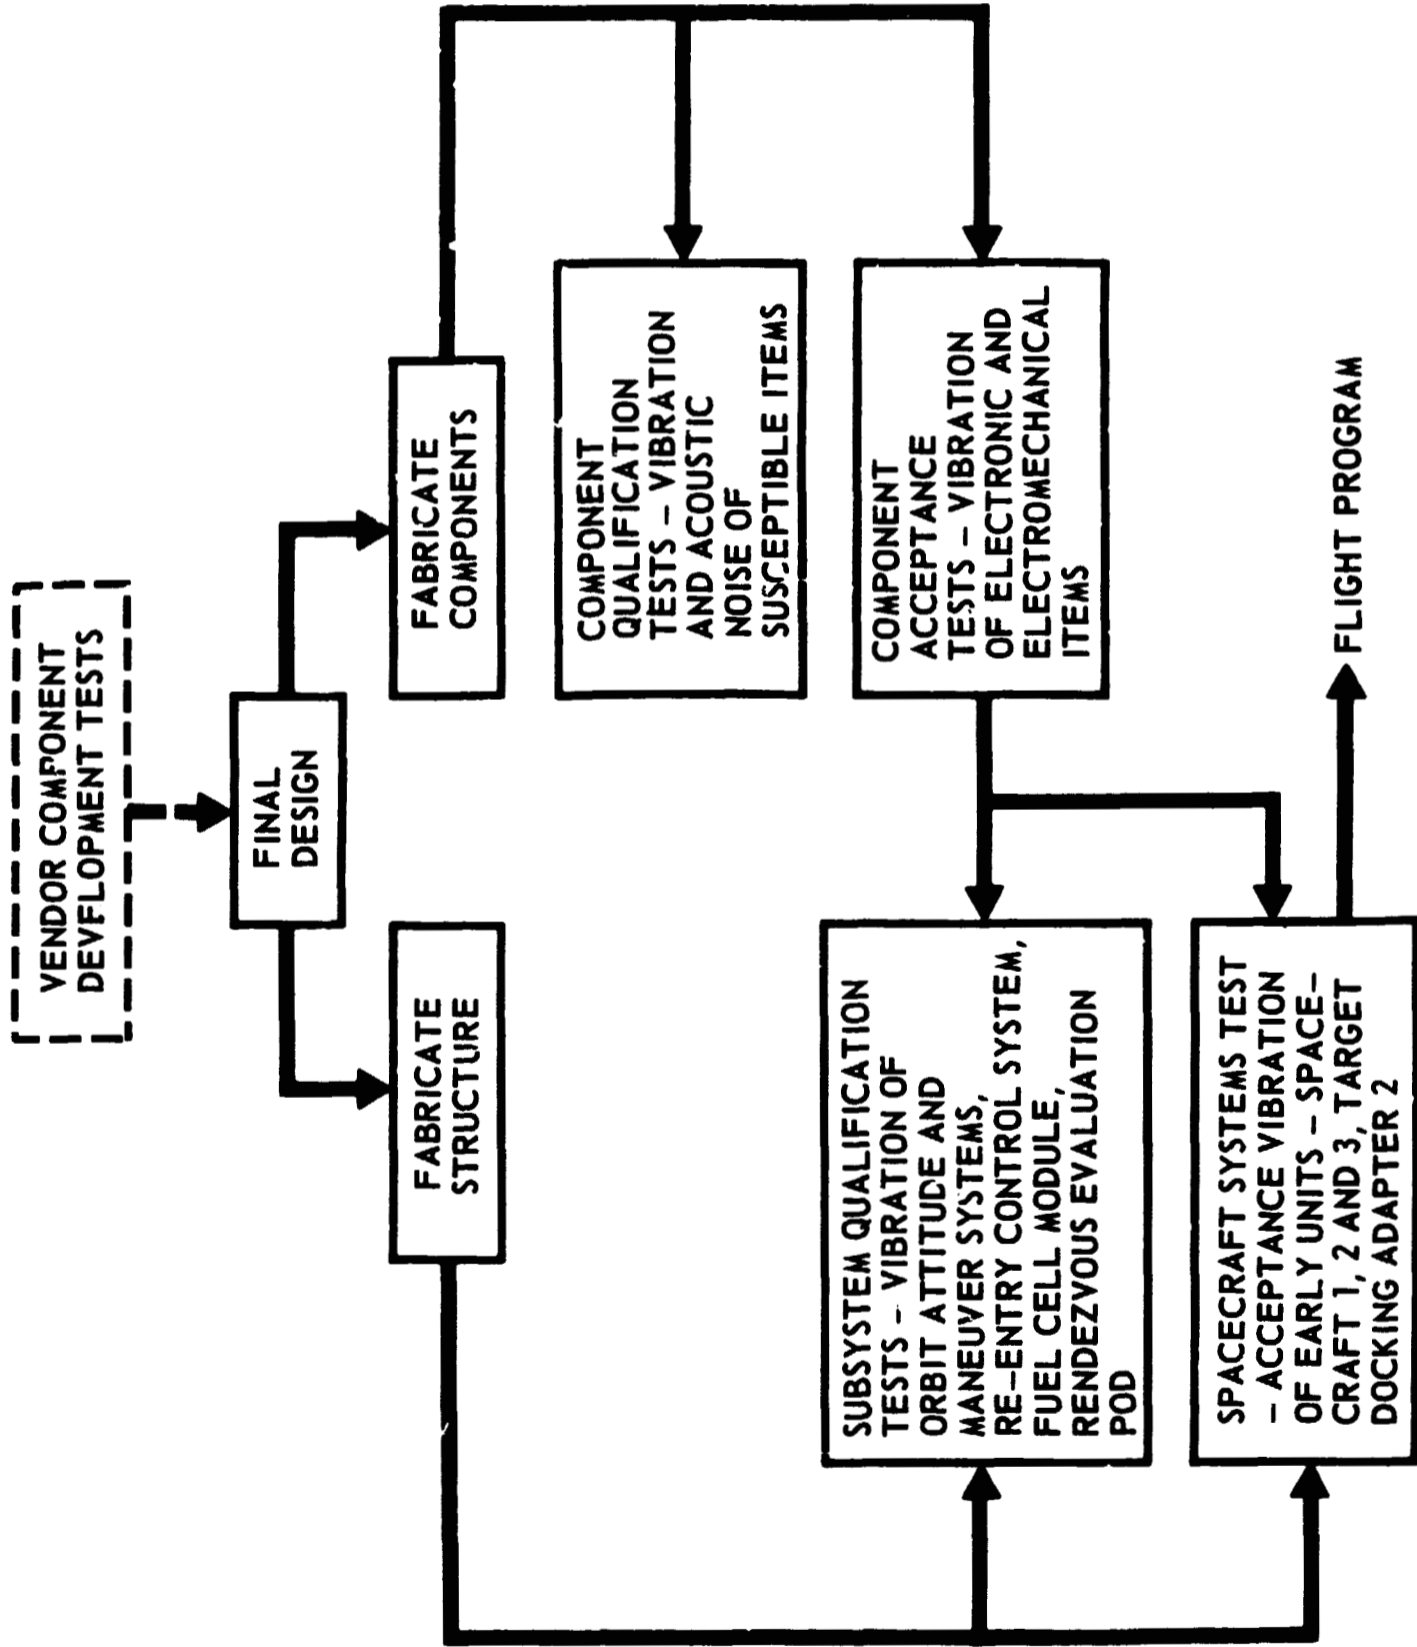 VENDOR COMPONENT
DEVFLOPMENT TESTS
FINAL
DESIGN
FABRICATE
STRUCTURE
FABRICATE
COMPONENTS
COMPONENT
QUALIFICATION
TESTS – VIBRATION
AND ACOUSTIC
NOISE OF
SUSCEPTIBLE ITEMS
COMPONENT
ACCEPTANCE
TESTS – VIBRATION
OF ELECTRONIC AND
ELECTROMECHANICAL
ITEMS
SUBSYSTEM QUALIFICATION
TESTS – VIBRATION OF
ORBIT ATTITUDE AND
MANEUVER SYSTEMS,
RE–ENTRY CONTROL SYSTEM,
FUEL CELL MODULE,
RENDEZVOUS EVALUATION
POD
SPACECRAFT SYSTEMS TEST
– ACCEPTANCE VIBRATION
OF EARLY UNITS – SPACE–
CRAFT 1, 2 AND 3, TARGET
DOCKING ADAPTER 2
FLIGHT PROGRAM